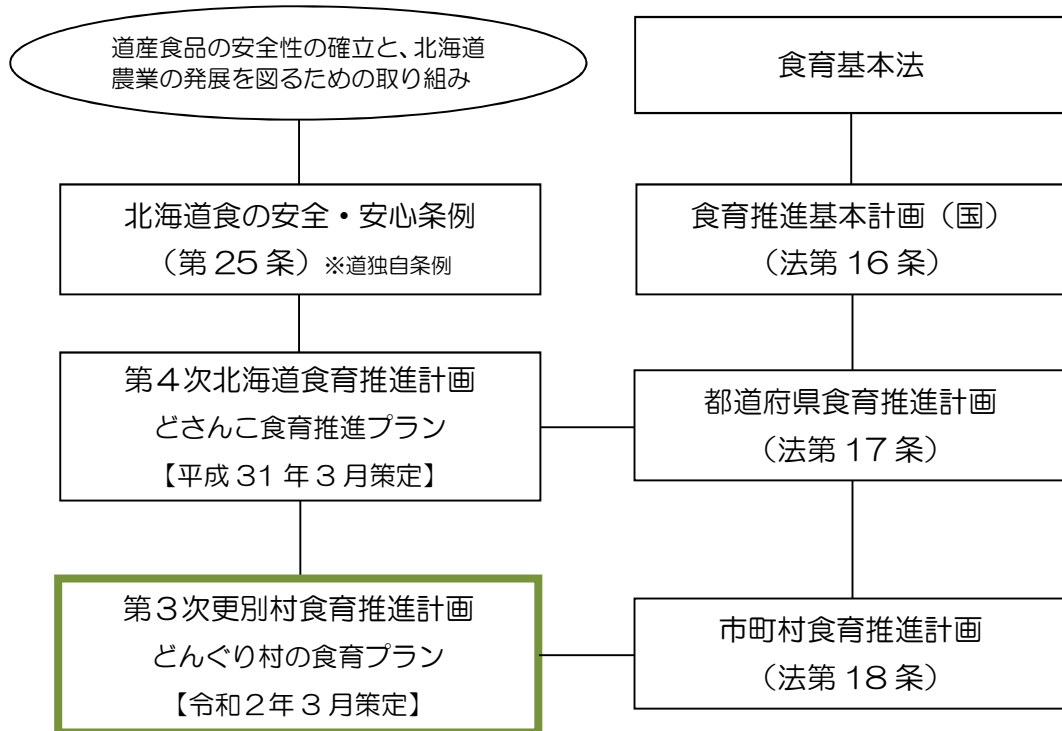 道産食品の安全性の確立と、北海道
農業の発展を図るための取り組み
食育基本法
北海道食の安全・安心条例
（第25条）※道独自条例
食育推進基本計画（国）
（法第16条）
第４次北海道食育推進計画
どさんこ食育推進プラン
【平成31年３月策定】
都道府県食育推進計画
（法第17条）
第３次更別村食育推進計画
どんぐり村の食育プラン
【令和２年３月策定】
市町村食育推進計画
（法第18条）